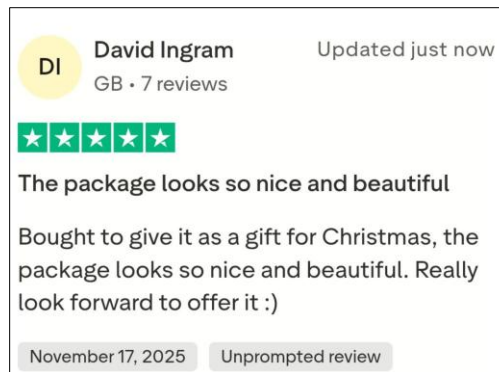 DI
David Ingram
Updated just now
GB • 7 reviews
The package looks so nice and beautiful
Bought to give it as a gift for Christmas, the
package looks so nice and beautiful. Really
look forward to offer it :)
November 17, 2025
Unprompted review